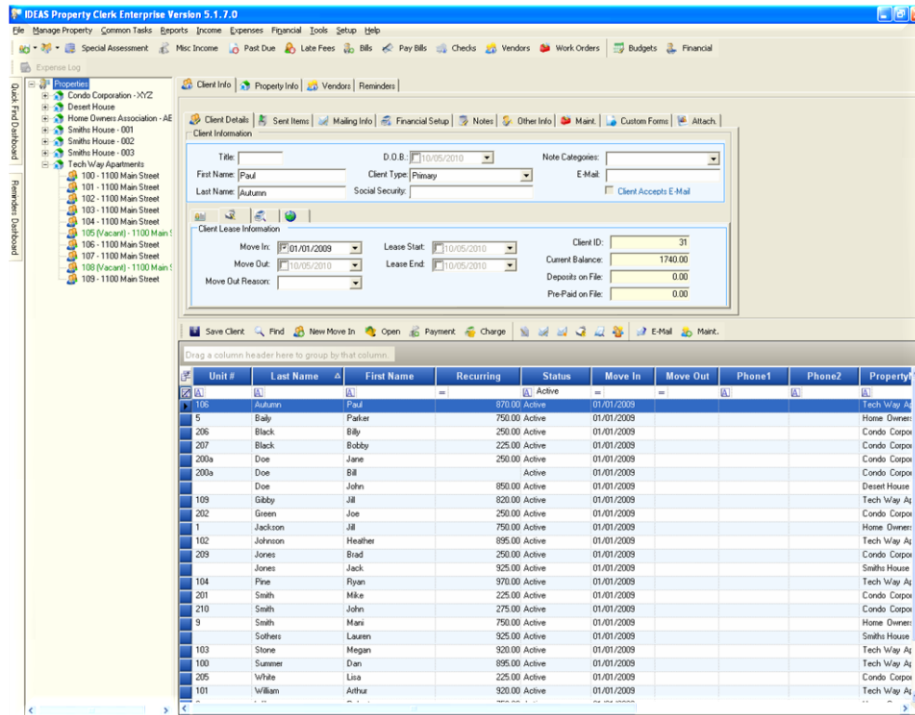 IDEAS Property Clerk Enterprise Version 5.1.7.0
File Manage Property Common Tasks Reports Income Expenses Financial Tools Setup Help
Special Assessment Misc Income Past Due Late Fees Bills Pay Bills Checks Vendors Work Orders Budgets Financial
Expense Log
Quick Find Dashboard
Reminders Dashboard
Properties
Condo Corporation - XYZ
Desert House
Home Owners Association - AB
Smiths House - 001
Smiths House - 002
Smiths House - 003
Tech Way Apartments
100 - 1100 Main Street
101 - 1100 Main Street
102 - 1100 Main Street
103 - 1100 Main Street
104 - 1100 Main Street
105 (Vacant) - 1100 Main S
106 - 1100 Main Street
107 - 1100 Main Street
108 (Vacant) - 1100 Main S
109 - 1100 Main Street
Client Info Property Info Vendors Reminders
Client Details Sent Items Mailing Info Financial Setup Notes Other Info Maint. Custom Forms Attach.
Client Information
Title: D.O.B.: 10/05/2010 Note Categories:
First Name: Paul Client Type: Primary E-Mail:
Last Name: Autumn Social Security: Client Accepts E-Mail
Client Lease Information
Move In: 01/01/2009 Lease Start: 10/05/2010 Client ID: 31
Move Out: 10/05/2010 Lease End: 10/05/2010 Current Balance: 1740.00
Move Out Reason: Deposits on File: 0.00
Pre-Paid on File: 0.00
Save Client Find New Move In Open Payment Charge E-Mail Maint.
Drag a column header here to group by that column.
Unit # Last Name First Name Recurring Status Move In Move Out Phone1 Phone2 PropertyN
= Active = =
106 Autumn Paul 870.00 Active 01/01/2009 Tech Way Ap
5 Baily Parker 750.00 Active 01/01/2009 Home Owners
206 Black Billy 250.00 Active 01/01/2009 Condo Corpor
207 Black Bobby 225.00 Active 01/01/2009 Condo Corpor
200a Doe Jane 250.00 Active 01/01/2009 Condo Corpor
200a Doe Bill Active 01/01/2009 Condo Corpor
Doe John 850.00 Active 01/01/2009 Desert House
109 Gibby Jill 820.00 Active 01/01/2009 Tech Way Ap
202 Green Joe 250.00 Active 01/01/2009 Condo Corpor
1 Jackson Jill 750.00 Active 01/01/2009 Home Owners
102 Johnson Heather 895.00 Active 01/01/2009 Tech Way Ap
209 Jones Brad 250.00 Active 01/01/2009 Condo Corpor
Jones Jack 925.00 Active 01/01/2009 Smiths House
104 Pine Ryan 970.00 Active 01/01/2009 Tech Way Ap
201 Smith Mike 225.00 Active 01/01/2009 Condo Corpor
210 Smith John 275.00 Active 01/01/2009 Condo Corpor
9 Smith Mani 750.00 Active 01/01/2009 Home Owners
Sothers Lauren 925.00 Active 01/01/2009 Smiths House
103 Stone Megan 920.00 Active 01/01/2009 Tech Way Ap
100 Summer Dan 895.00 Active 01/01/2009 Tech Way Ap
205 White Lisa 225.00 Active 01/01/2009 Condo Corpor
101 William Arthur 920.00 Active 01/01/2009 Tech Way Ap